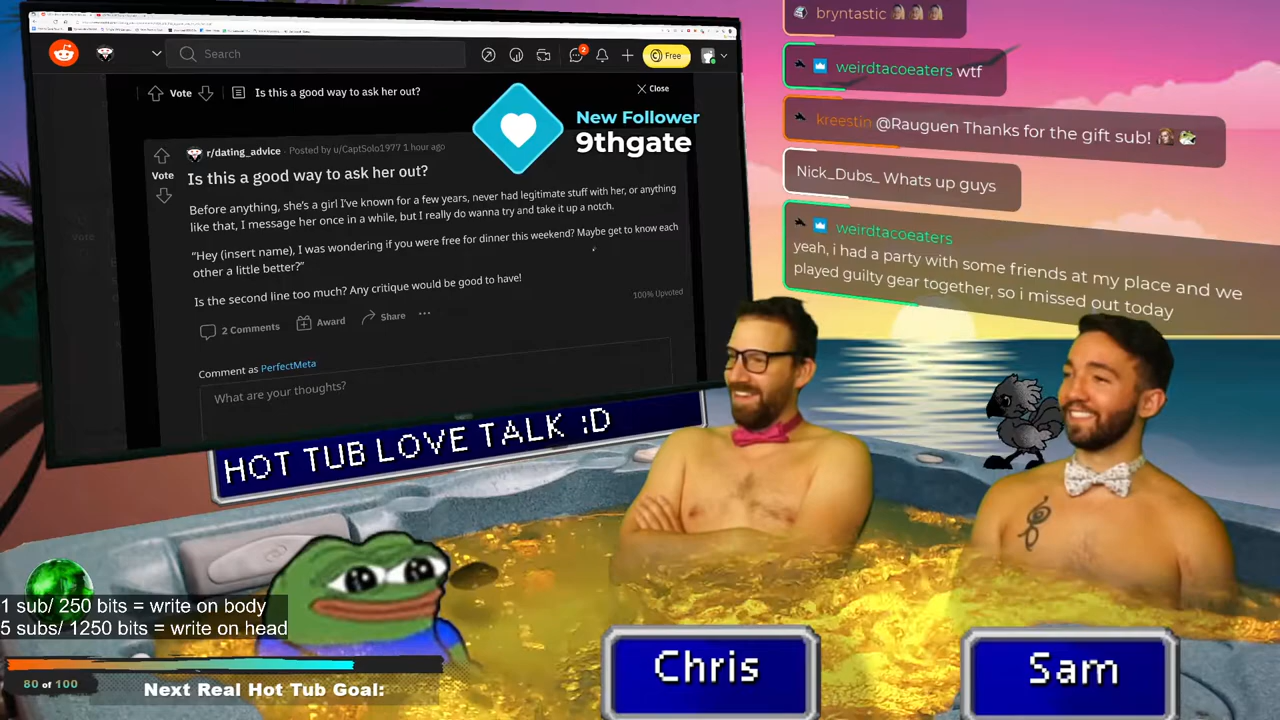 Search
2
Free
Vote
Is this a good way to ask her out?
Close
r/dating_advice · Posted by u/CaptSolo1977 1 hour ago
Vote
Is this a good way to ask her out?
Before anything, she's a girl I've known for a few years, never had legitimate stuff with her, or anything
like that, I message her once in a while, but I really do wanna try and take it up a notch.
"Hey (insert name), I was wondering if you were free for dinner this weekend? Maybe get to know each
other a little better?"
Is the second line too much? Any critique would be good to have!
100% Upvoted
2 Comments
Award
Share
Comment as PerfectMeta
What are your thoughts?
New Follower
9thgate
bryntastic
weirdtacoeaters wtf
kreestin @Rauguen Thanks for the gift sub!
Nick_Dubs_ Whats up guys
weirdtacoeaters
yeah, i had a party with some friends at my place and we
played guilty gear together, so i missed out today
HOT TUB LOVE TALK :D
1 sub/ 250 bits = write on body
5 subs/ 1250 bits = write on head
80 of 100
Next Real Hot Tub Goal:
Chris
Sam